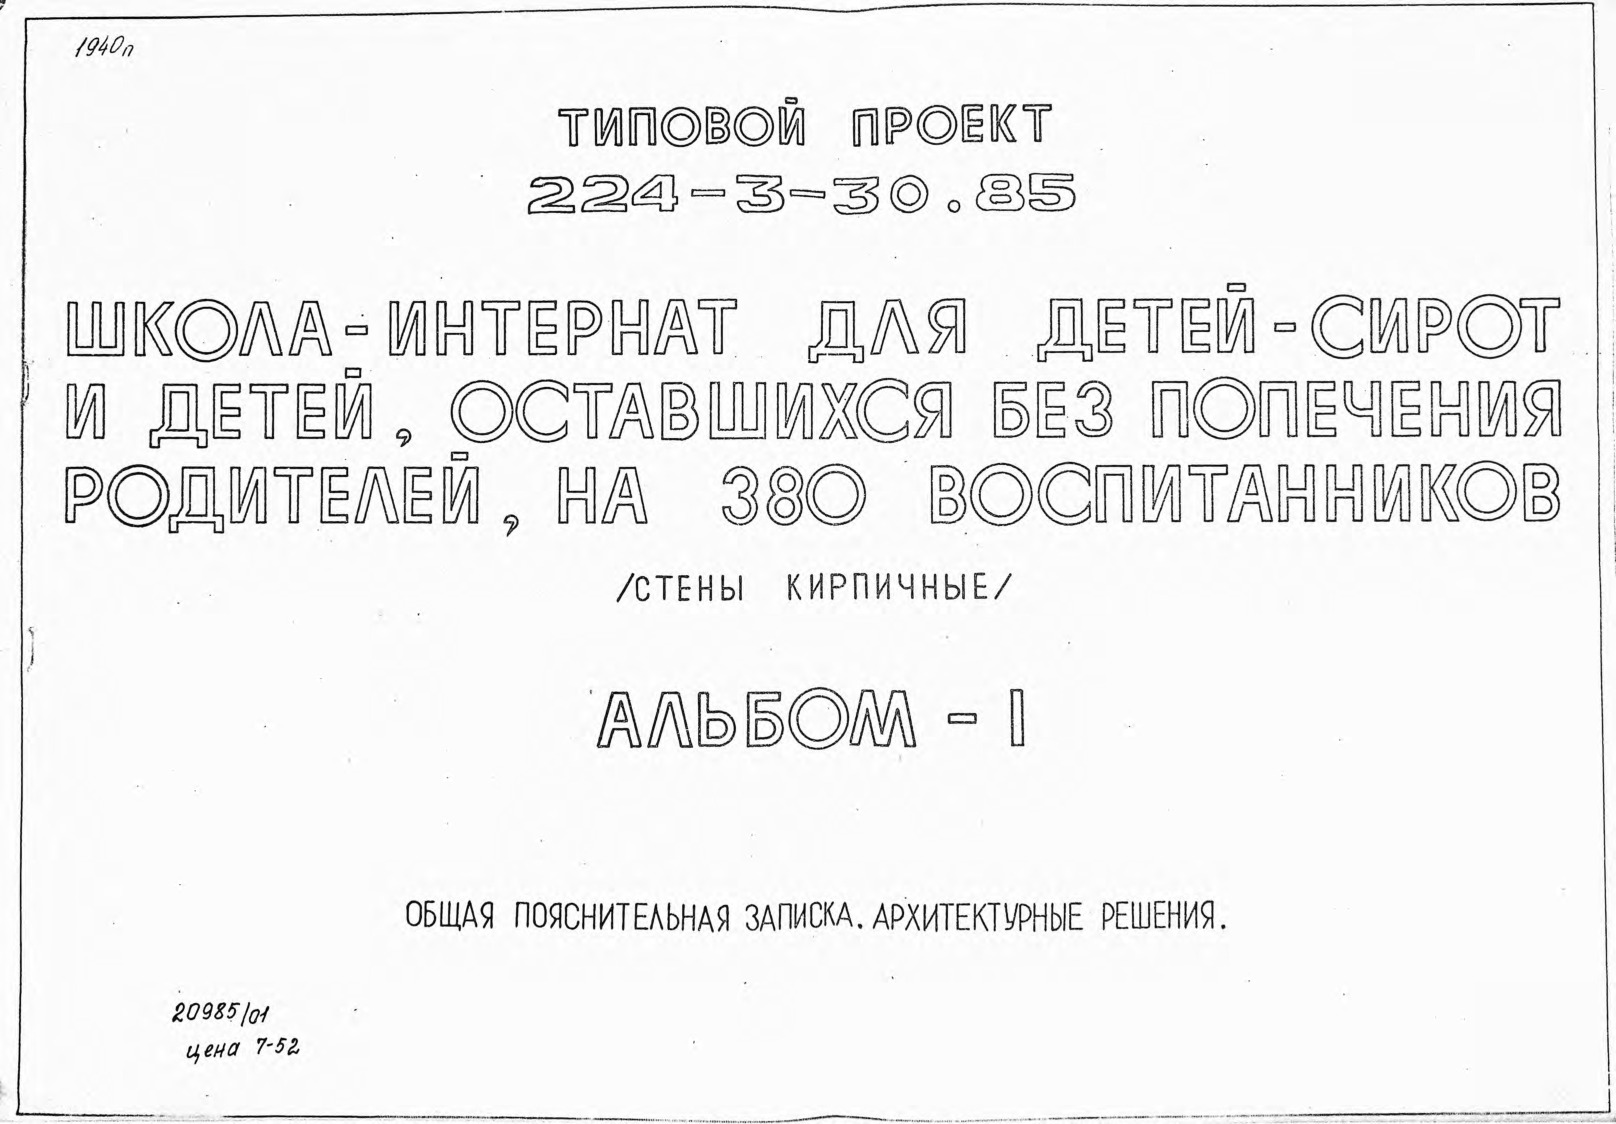 1940п
ТИПОВОЙ ПРОЕКТ
224-3-30.85
ШКОЛА-ИНТЕРНАТ ДЛЯ ДЕТЕЙ-СИРОТ
И ДЕТЕЙ, ОСТАВШИХСЯ БЕЗ ПОПЕЧЕНИЯ
РОДИТЕЛЕЙ, НА 380 ВОСПИТАННИКОВ
/СТЕНЫ КИРПИЧНЫЕ/
АЛЬБОМ - I
ОБЩАЯ ПОЯСНИТЕЛЬНАЯ ЗАПИСКА. АРХИТЕКТУРНЫЕ РЕШЕНИЯ.
20985/01
цена 7-52